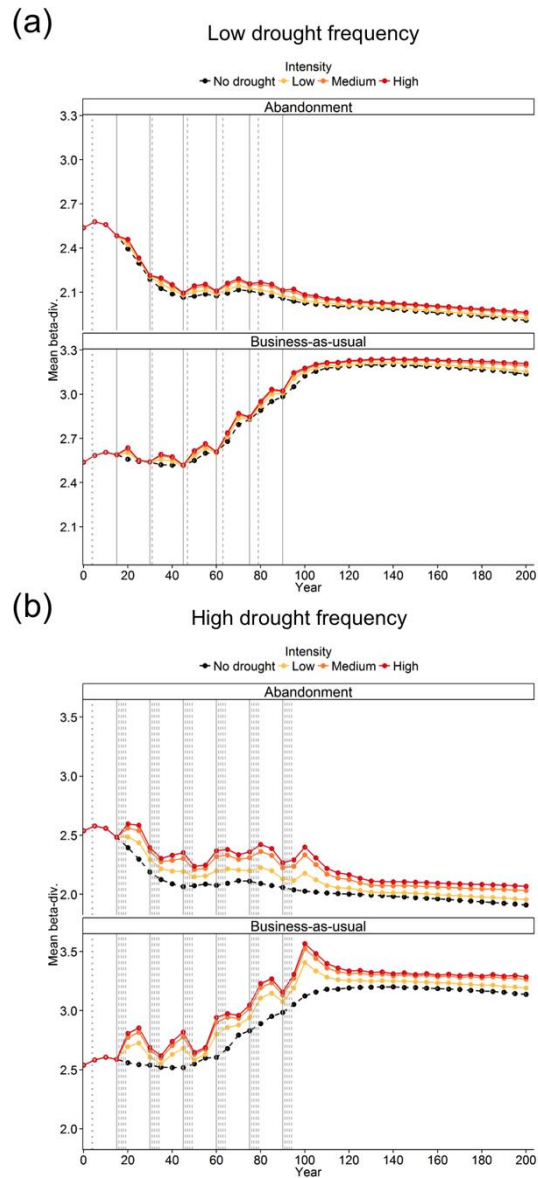 (a)
Low drought frequency
Intensity
No drought Low Medium High
Abandonment
3.3
3.0
2.7
2.4
2.1
Mean beta-div.
Business-as-usual
3.3
3.0
2.7
2.4
2.1
0 20 40 60 80 100 120 140 160 180 200
Year
(b)
High drought frequency
Intensity
No drought Low Medium High
Abandonment
3.5
3.0
2.5
2.0
Mean beta-div.
Business-as-usual
3.5
3.0
2.5
2.0
0 20 40 60 80 100 120 140 160 180 200
Year